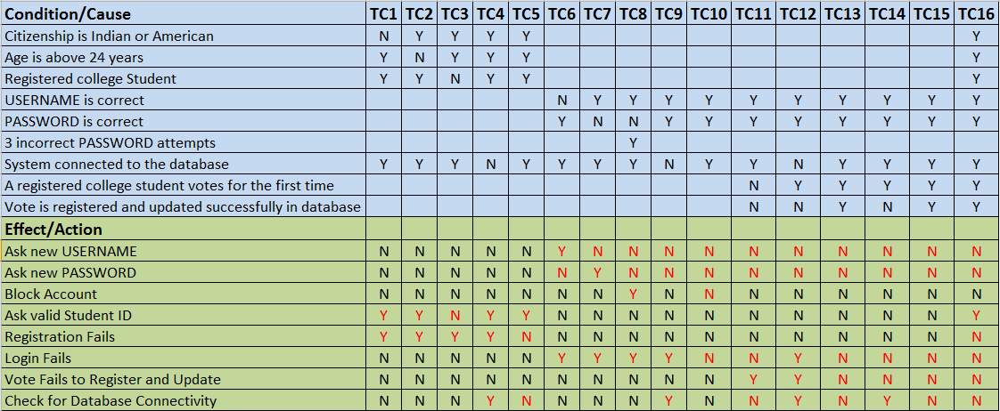 Condition/Cause TC1 TC2 TC3 TC4 TC5 TC6 TC7 TC8 TC9 TC10 TC11 TC12 TC13 TC14 TC15 TC16
Citizenship is Indian or American N Y Y Y Y Y
Age is above 24 years Y N Y Y Y Y
Registered college Student Y Y N Y Y Y
USERNAME is correct N Y Y Y Y Y Y Y Y Y Y
PASSWORD is correct Y N N Y Y Y Y Y Y Y Y
3 incorrect PASSWORD attempts Y
System connected to the database Y Y Y N Y Y Y Y N Y Y N Y Y Y Y
A registered college student votes for the first time N Y Y Y Y Y
Vote is registered and updated successfully in database N N Y N Y Y
Effect/Action
Ask new USERNAME N N N N N Y N N N N N N N N N N
Ask new PASSWORD N N N N N N Y N N N N N N N N N
Block Account N N N N N N N Y N N N N N N N N
Ask valid Student ID Y Y N Y Y N N N N N N N N N N Y
Registration Fails Y Y Y Y N N N N N N N N N N N N
Login Fails N N N N N Y Y Y Y N N Y N N N N
Vote Fails to Register and Update N N N N N N N N N N Y Y N N N N
Check for Database Connectivity N N N Y N N N N Y N N Y N Y N N